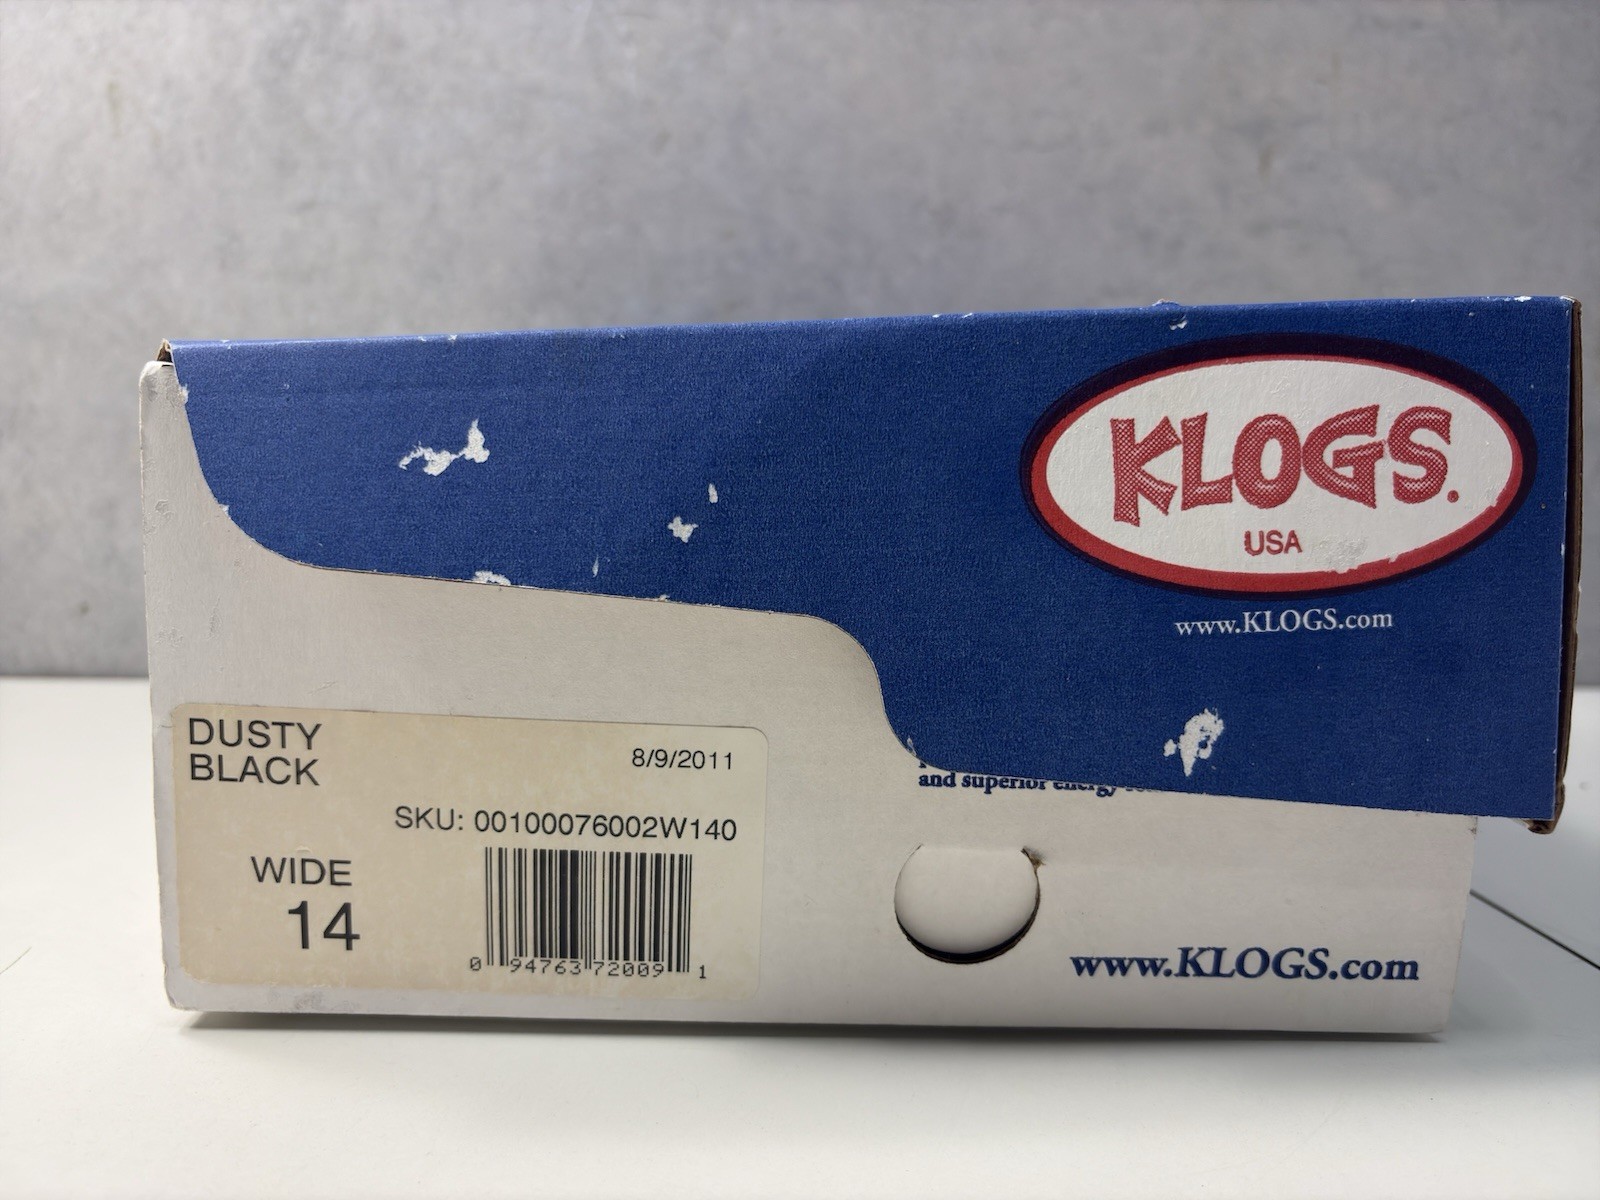 KLOGS.
USA
www.KLOGS.com
DUSTY
BLACK
8/9/2011
SKU: 00100076002W140
WIDE
14
0 94763 72009 1
and superior energy
www.KLOGS.com